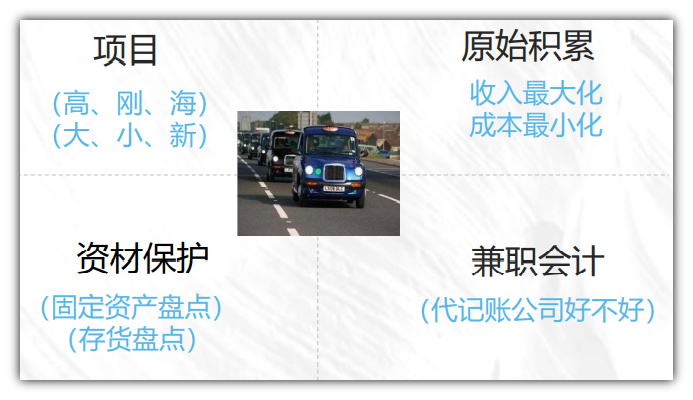 项目
（高、刚、海）
（大、小、新）
原始积累
收入最大化
成本最小化
资材保护
（固定资产盘点）
（存货盘点）
兼职会计
（代记账公司好不好）